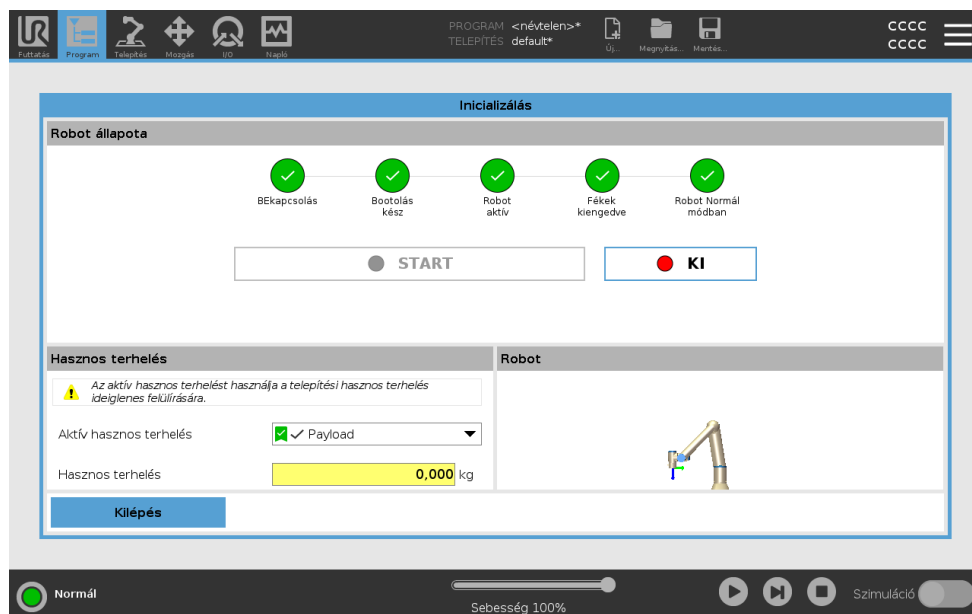 PROGRAM <névtelen>*
TELEPÍTÉS default*
CCCC
CCCC
Futtatás Program Telepítés Mozgás I/O Napló Új... Megnyitás... Mentés...
Inicializálás
Robot állapota
BEkapcsolás
Bootolás
kész
Robot
aktív
Fékek
kiengedve
Robot Normál
módban
START
KI
Hasznos terhelés
Az aktív hasznos terhelést használja a telepítési hasznos terhelés
ideiglenes felülírására.
Aktív hasznos terhelés
Payload
Hasznos terhelés
0,000 kg
Robot
Kilépés
Normál
Sebesség 100%
Szimuláció